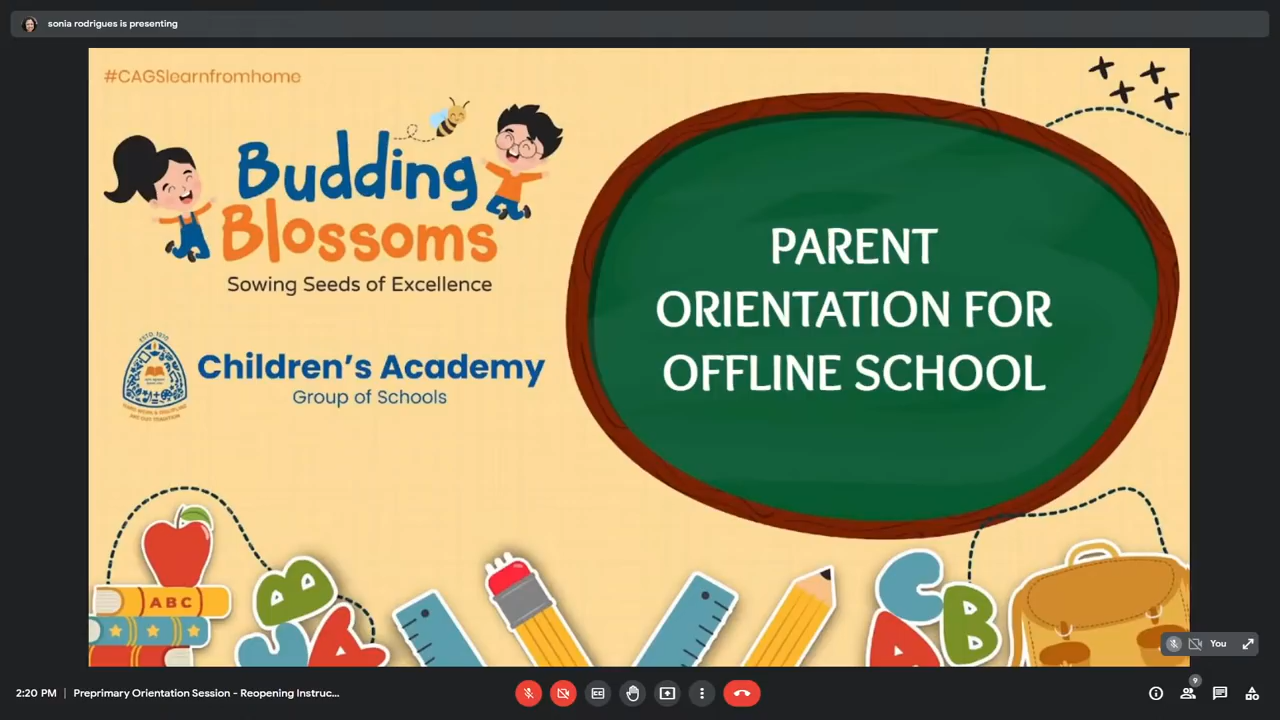 sonia rodrigues is presenting
#CAGSlearnfromhome
Budding
Blossoms
Sowing Seeds of Excellence
Children's Academy
Group of Schools
PARENT
ORIENTATION FOR
OFFLINE SCHOOL
ABC
B
A
C
B
A
You
2:20 PM | Preprimary Orientation Session - Reopening Instruc...
9